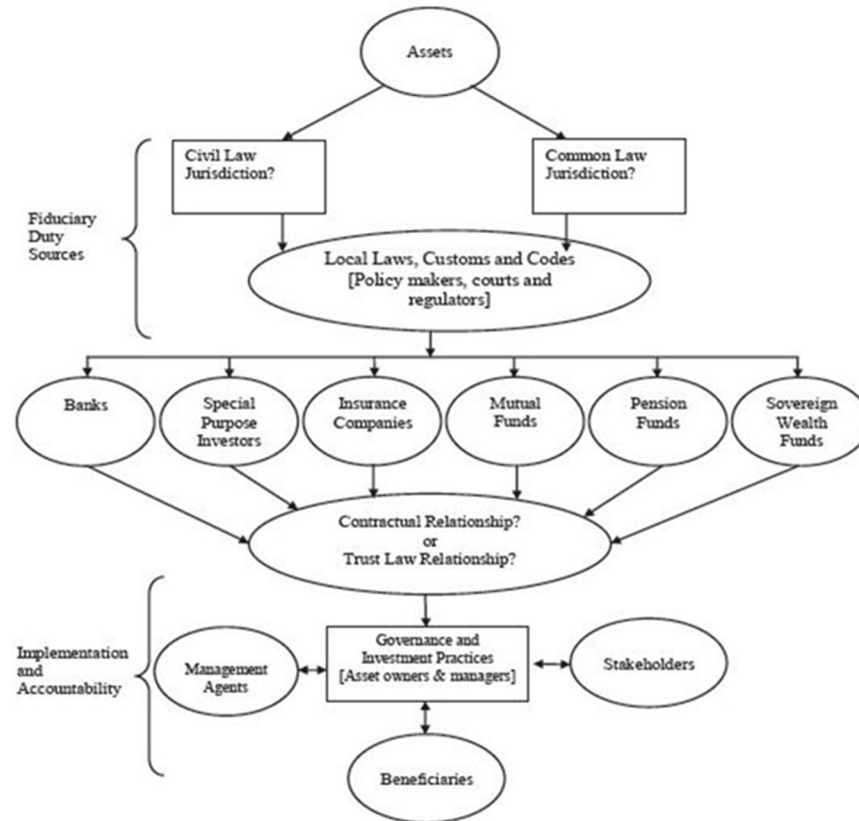 Assets
Civil Law
Jurisdiction?
Common Law
Jurisdiction?
Fiduciary
Duty
Sources
Local Laws, Customs and Codes
[Policy makers, courts and
regulators]
Banks
Special
Purpose
Investors
Insurance
Companies
Mutual
Funds
Pension
Funds
Sovereign
Wealth
Funds
Contractual Relationship?
or
Trust Law Relationship?
Implementation
and
Accountability
Management
Agents
Governance and
Investment Practices
[Asset owners & managers]
Stakeholders
Beneficiaries